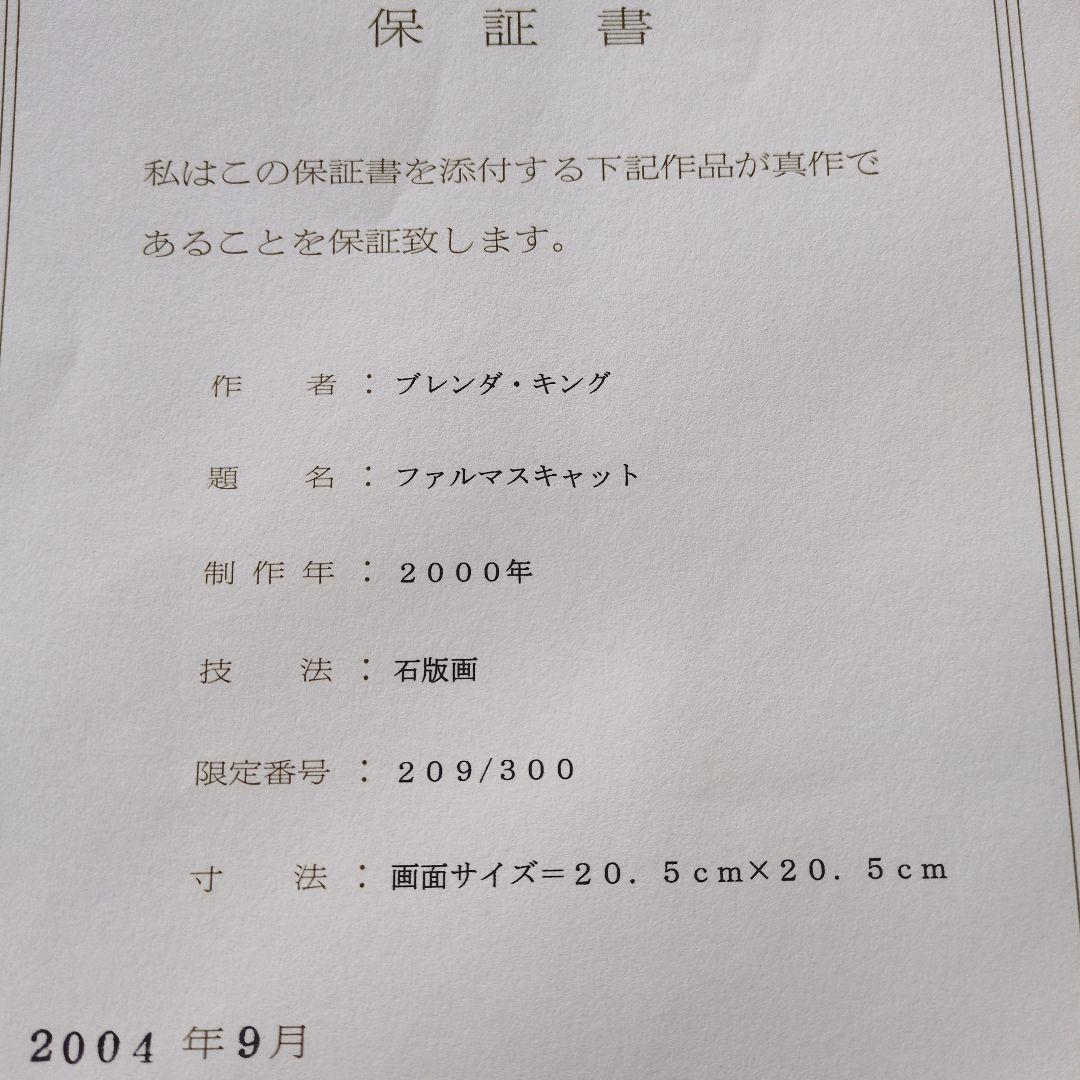 保 証 書
私はこの保証書を添付する下記作品が真作で
あることを保証致します。
作 者 : ブレンダ・キング
題 名 : ファルマスキャット
制 作 年 : ２０００年
技 法 : 石版画
限定番号 : ２０９/３００
寸 法 : 画面サイズ＝２０．５ｃｍ×２０．５ｃｍ
2004 年 9 月